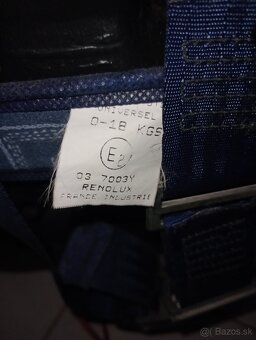 UNIVERSEL
0-18 KGS
E2
03 7003Y
RENOLUX
FRANCE INDUSTRIE
Bazos.sk